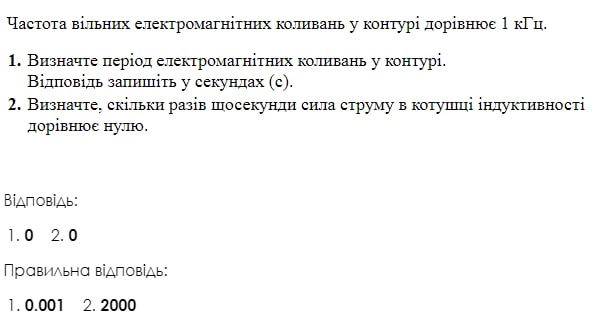 Частота вільних електромагнітних коливань у контурі дорівнює 1 кГц.
1. Визначте період електромагнітних коливань у контурі.
Відповідь запишіть у секундах (с).
2. Визначте, скільки разів щосекунди сила струму в котушці індуктивності
дорівнює нулю.
Відповідь:
1. 0 2. 0
Правильна відповідь:
1. 0.001 2. 2000